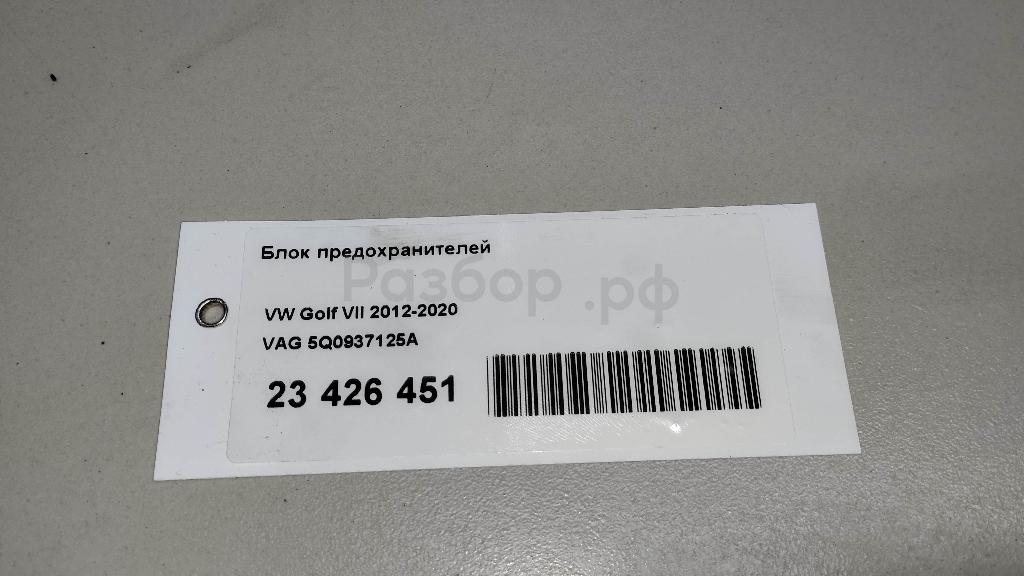 Блок предохранителей
Разбор.рф
VW Golf VII 2012-2020
VAG 5Q0937125A
23 426 451